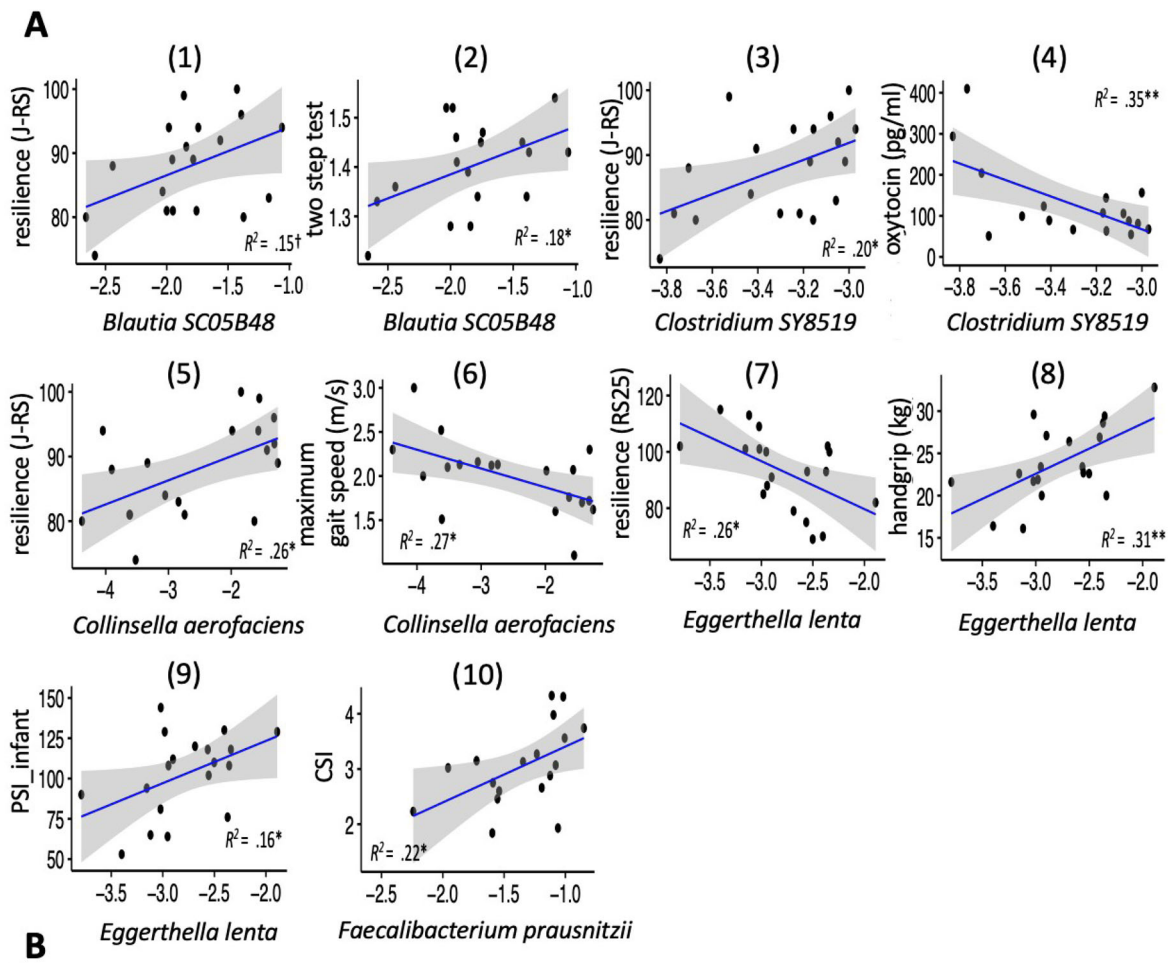 A
(1) (2) (3) (4)
resilience (J-RS)
100
90
80
R² = .15†
−2.5 −2.0 −1.5 −1.0
Blautia SC05B48
two step test
1.5
1.4
1.3
R² = .18*
−2.5 −2.0 −1.5 −1.0
Blautia SC05B48
resilience (J-RS)
100
90
80
R² = .20*
−3.8 −3.6 −3.4 −3.2 −3.0
Clostridium SY8519
oxytocin (pg/ml)
400
300
200
100
0
R² = .35**
−3.8 −3.6 −3.4 −3.2 −3.0
Clostridium SY8519
(5) (6) (7) (8)
resilience (J-RS)
100
90
80
R² = .26*
−4 −3 −2
Collinsella aerofaciens
maximum
gait speed (m/s)
3.0
2.5
2.0
1.5
R² = .27*
−4 −3 −2
Collinsella aerofaciens
resilience (RS25)
120
100
80
R² = .26*
−3.5 −3.0 −2.5 −2.0
Eggerthella lenta
handgrip (kg)
30
25
20
15
R² = .31**
−3.5 −3.0 −2.5 −2.0
Eggerthella lenta
(9) (10)
PSI_infant
150
125
100
75
50
R² = .16*
−3.5 −3.0 −2.5 −2.0
Eggerthella lenta
CSI
4
3
2
R² = .22*
−2.5 −2.0 −1.5 −1.0
Faecalibacterium prausnitzii
B